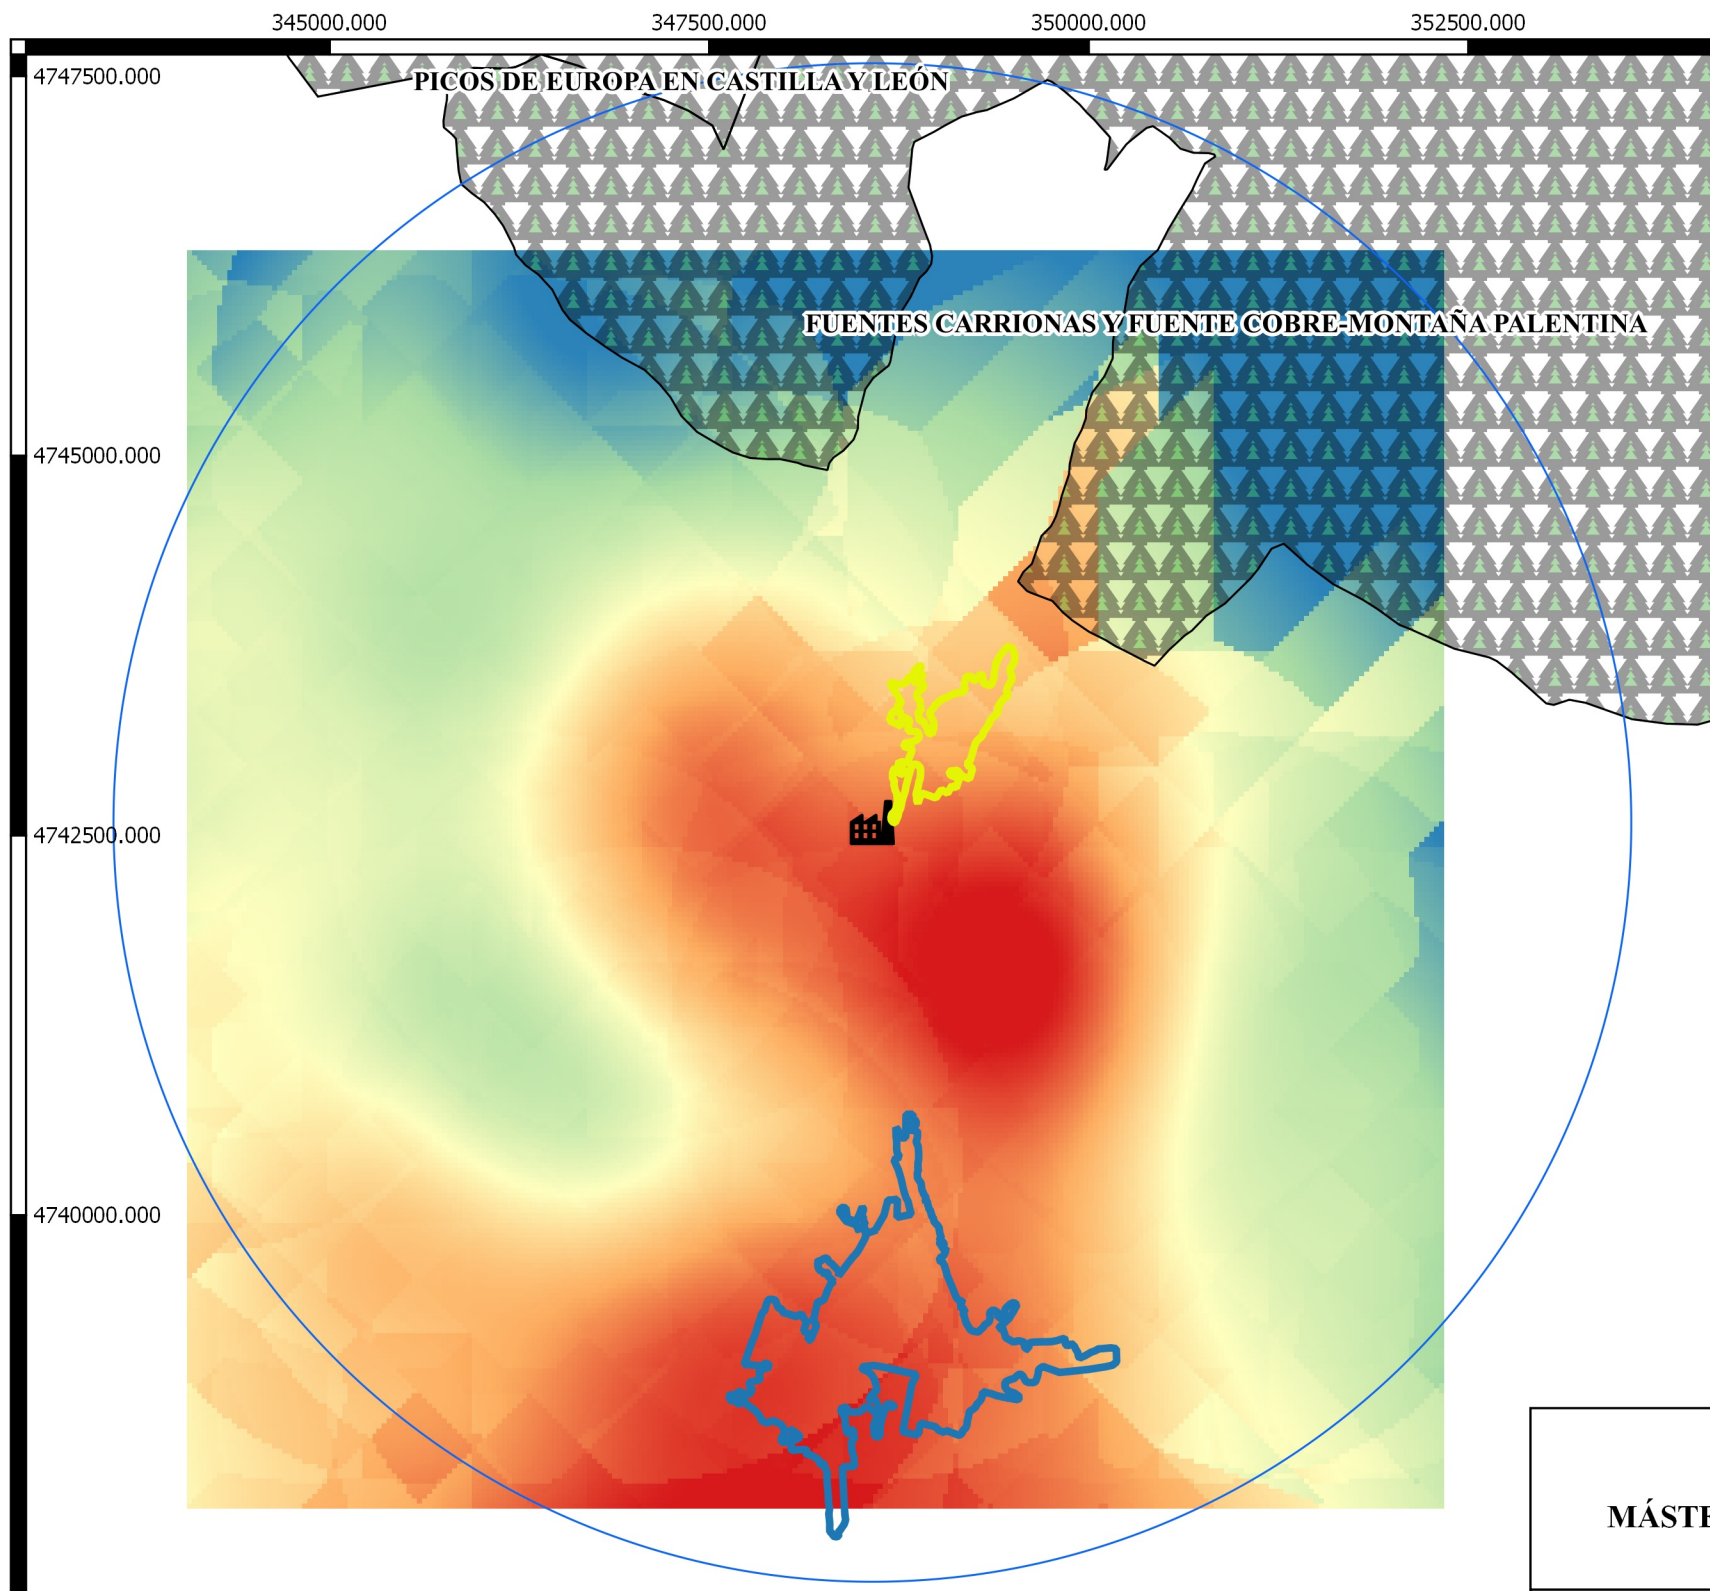 345000.000 347500.000 350000.000 352500.000
4747500.000
PICOS DE EUROPA EN CASTILLA Y LEÓN
FUENTES CARRIONAS Y FUENTE COBRE-MONTAÑA PALENTINA
4745000.000
4742500.000
4740000.000
MÁSTE